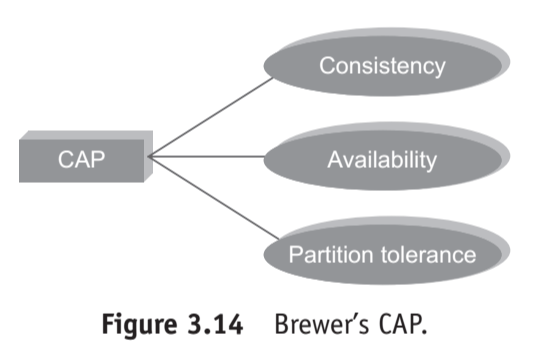 Consistency
CAP
Availability
Partition tolerance
Figure 3.14 Brewer's CAP.